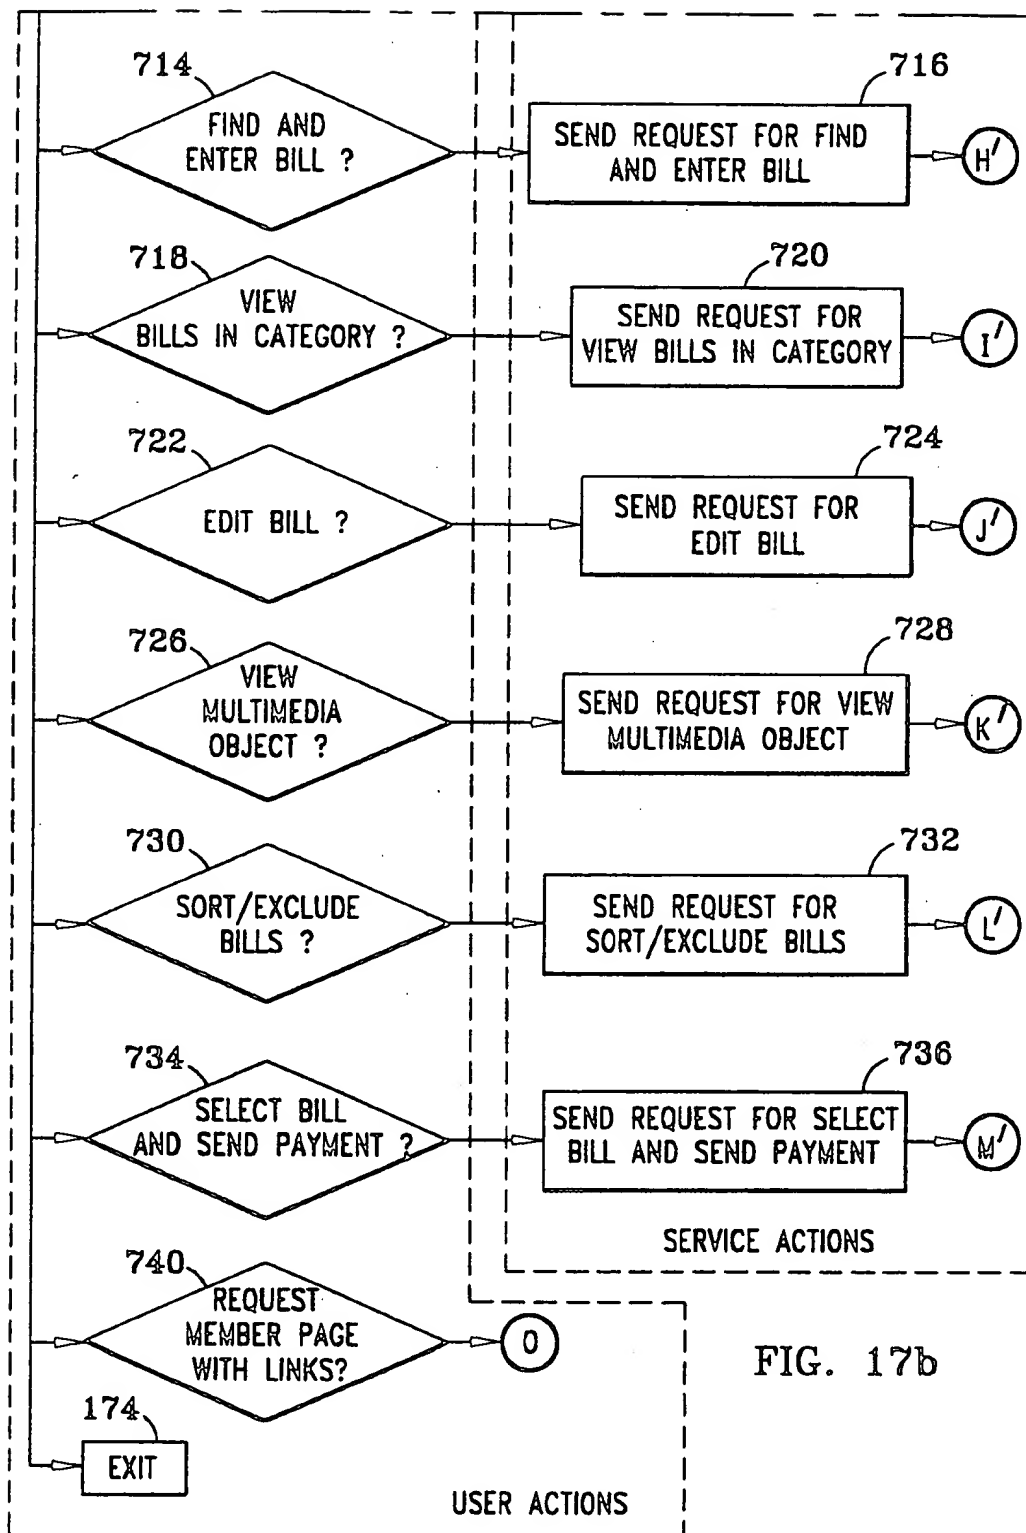 714
FIND AND
ENTER BILL ?
716
SEND REQUEST FOR FIND
AND ENTER BILL
H'
718
VIEW
BILLS IN CATEGORY ?
720
SEND REQUEST FOR
VIEW BILLS IN CATEGORY
I'
722
EDIT BILL ?
724
SEND REQUEST FOR
EDIT BILL
J'
726
VIEW
MULTIMEDIA
OBJECT ?
728
SEND REQUEST FOR VIEW
MULTIMEDIA OBJECT
K'
730
SORT/EXCLUDE
BILLS ?
732
SEND REQUEST FOR
SORT/EXCLUDE BILLS
L'
734
SELECT BILL
AND SEND PAYMENT ?
736
SEND REQUEST FOR SELECT
BILL AND SEND PAYMENT
M'
SERVICE ACTIONS
740
REQUEST
MEMBER PAGE
WITH LINKS?
O
FIG. 17b
174
EXIT
USER ACTIONS